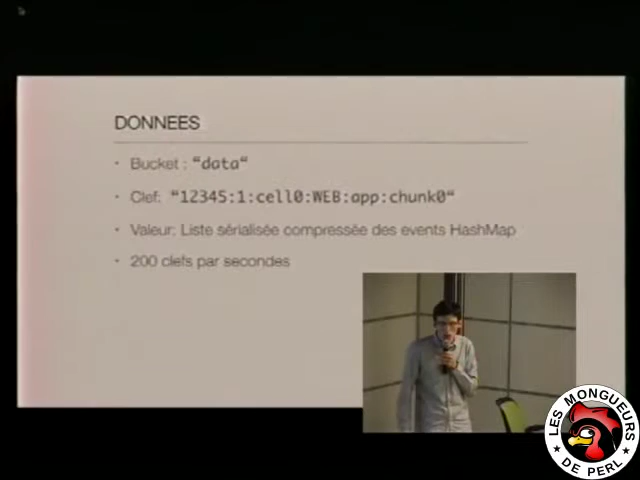 DONNEES
· Bucket : "data"
· Clef: "12345:1:cell0:WEB:app:chunk0"
· Valeur: Liste sérialisée compressée des events HashMap
· 200 clefs par secondes
LES MONGUEURS
★ DE PERL ★